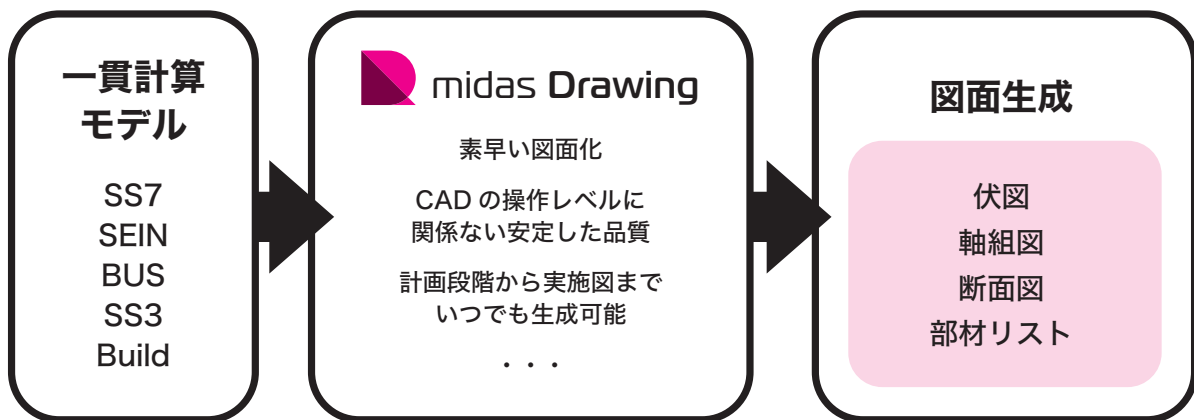 一貫計算
モデル
SS7
SEIN
BUS
SS3
Build
midas Drawing
素早い図面化
CADの操作レベルに
関係ない安定した品質
計画段階から実施図まで
いつでも生成可能
・・・
図面生成
伏図
軸組図
断面図
部材リスト